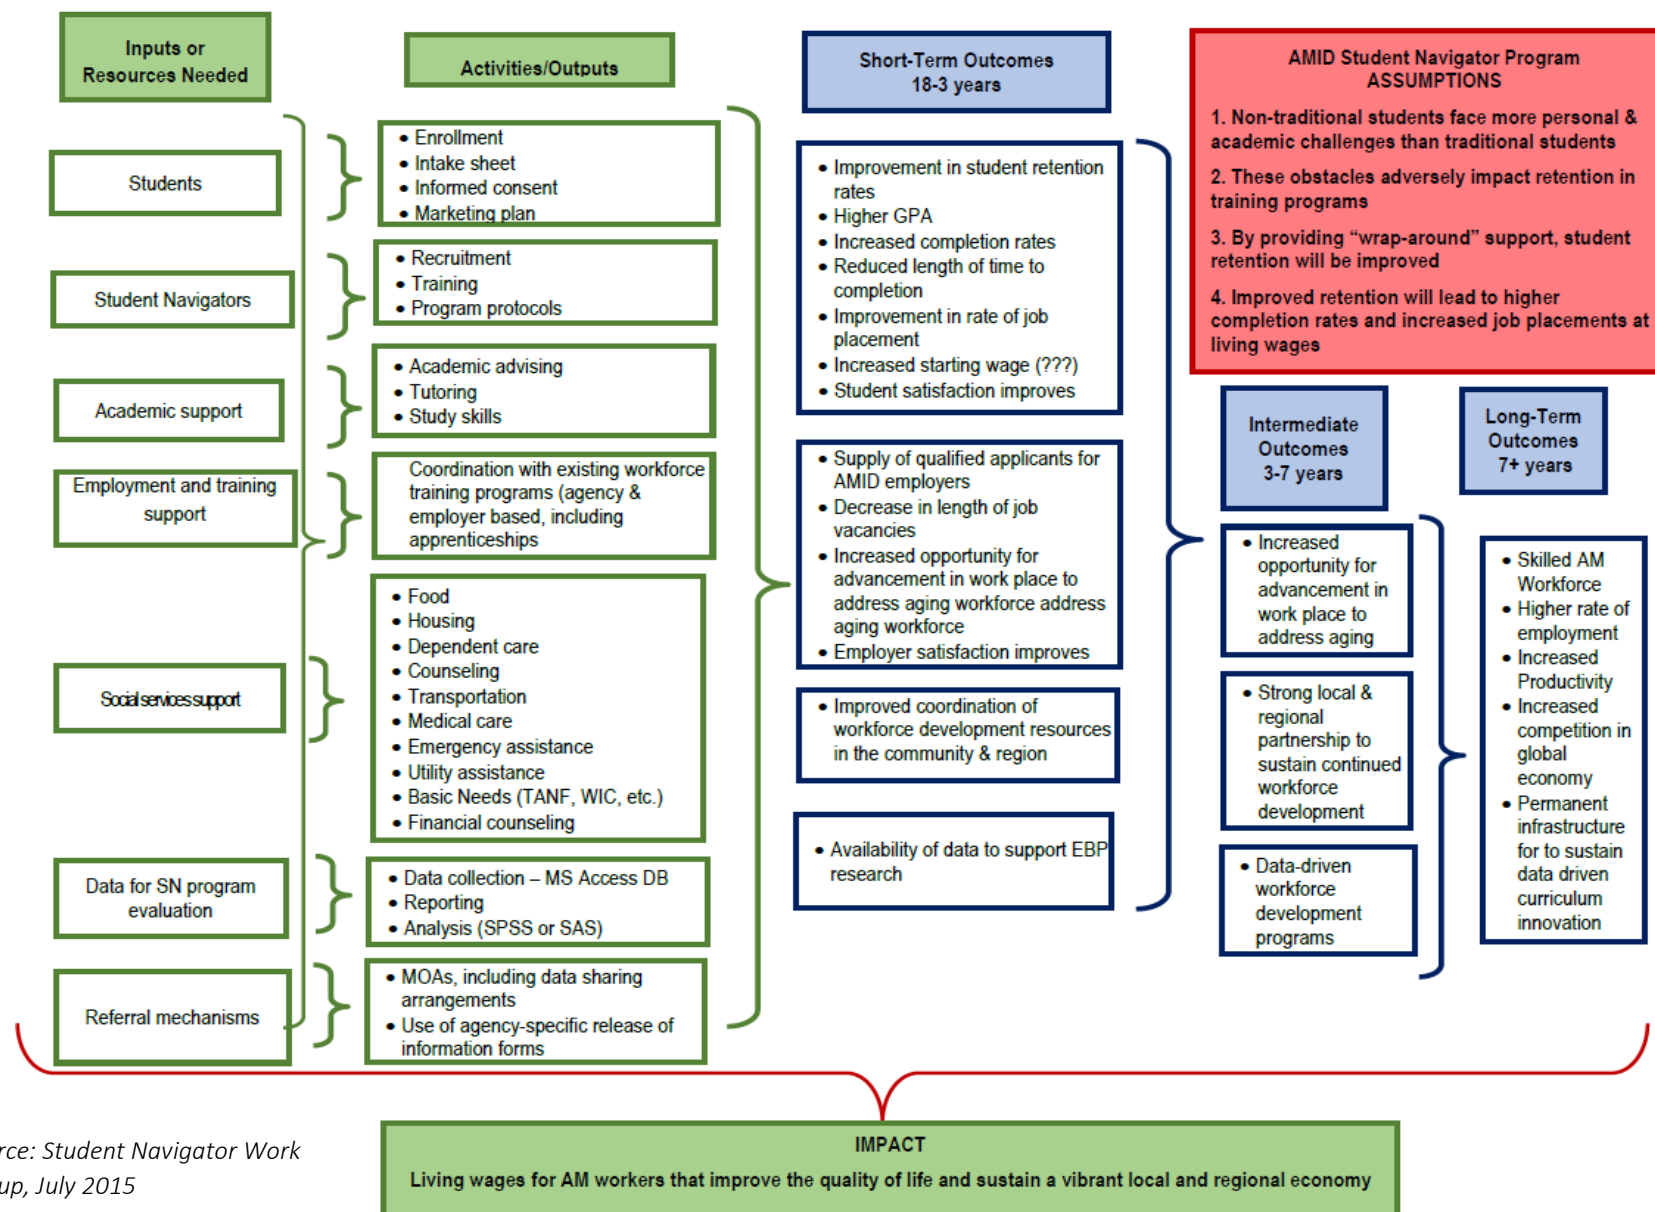 Inputs or
Resources Needed
Students
Student Navigators
Academic support
Employment and training
support
Social services support
Data for SN program
evaluation
Referral mechanisms
Activities/Outputs
• Enrollment
• Intake sheet
• Informed consent
• Marketing plan
• Recruitment
• Training
• Program protocols
• Academic advising
• Tutoring
• Study skills
Coordination with existing workforce
training programs (agency &
employer based, including
apprenticeships
• Food
• Housing
• Dependent care
• Counseling
• Transportation
• Medical care
• Emergency assistance
• Utility assistance
• Basic Needs (TANF, WIC, etc.)
• Financial counseling
• Data collection – MS Access DB
• Reporting
• Analysis (SPSS or SAS)
• MOAs, including data sharing
arrangements
• Use of agency-specific release of
information forms
Short-Term Outcomes
18-3 years
• Improvement in student retention
rates
• Higher GPA
• Increased completion rates
• Reduced length of time to
completion
• Improvement in rate of job
placement
• Increased starting wage (???)
• Student satisfaction improves
• Supply of qualified applicants for
AMID employers
• Decrease in length of job
vacancies
• Increased opportunity for
advancement in work place to
address aging workforce address
aging workforce
• Employer satisfaction improves
• Improved coordination of
workforce development resources
in the community & region
• Availability of data to support EBP
research
AMID Student Navigator Program
ASSUMPTIONS
1. Non-traditional students face more personal &
academic challenges than traditional students
2. These obstacles adversely impact retention in
training programs
3. By providing “wrap-around” support, student
retention will be improved
4. Improved retention will lead to higher
completion rates and increased job placements at
living wages
Intermediate
Outcomes
3-7 years
• Increased
opportunity for
advancement in
work place to
address aging
• Strong local &
regional
partnership to
sustain continued
workforce
development
• Data-driven
workforce
development
programs
Long-Term
Outcomes
7+ years
• Skilled AM
Workforce
• Higher rate of
employment
• Increased
Productivity
• Increased
competition in
global
economy
• Permanent
infrastructure
for to sustain
data driven
curriculum
innovation
IMPACT
Living wages for AM workers that improve the quality of life and sustain a vibrant local and regional economy
rce: Student Navigator Work
up, July 2015